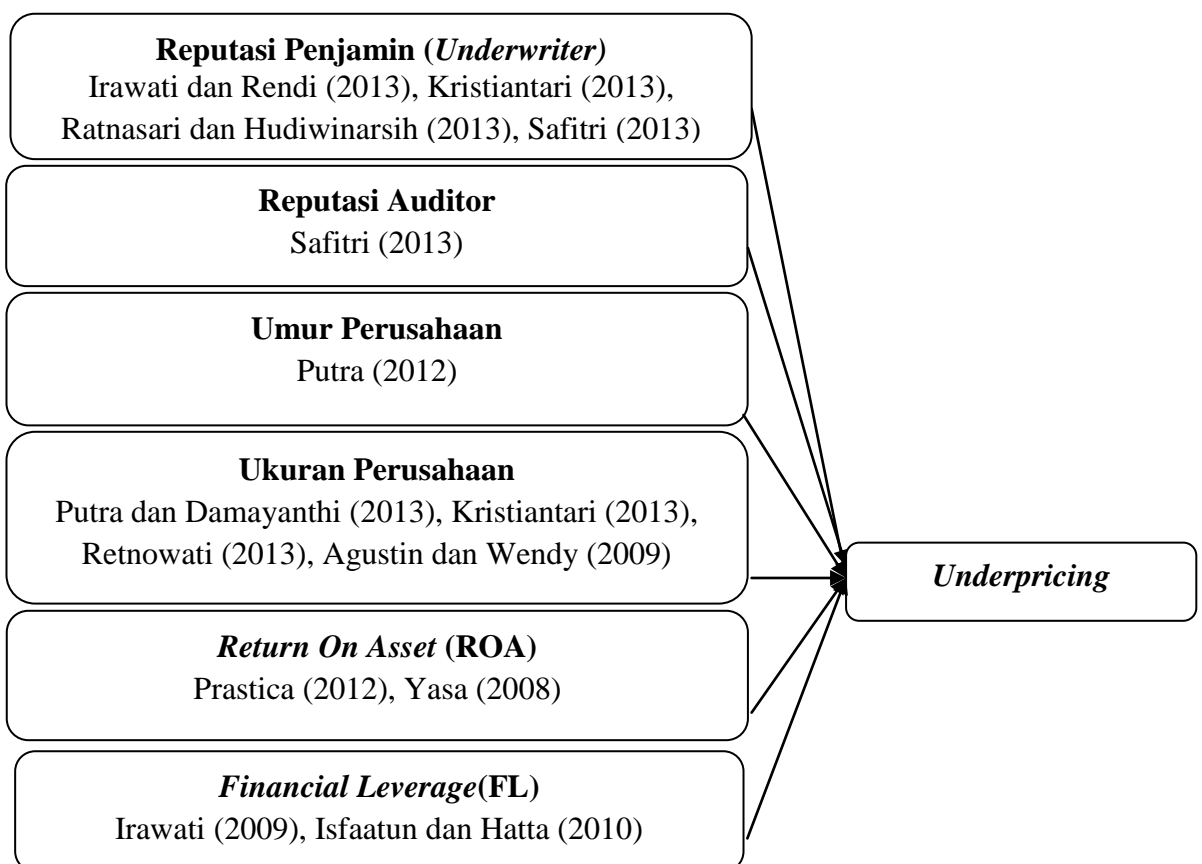 Reputasi Penjamin (Underwriter)
Irawati dan Rendi (2013), Kristiantari (2013),
Ratnasari dan Hudiwinarsih (2013), Safitri (2013)
Reputasi Auditor
Safitri (2013)
Umur Perusahaan
Putra (2012)
Ukuran Perusahaan
Putra dan Damayanthi (2013), Kristiantari (2013),
Retnowati (2013), Agustin dan Wendy (2009)
Underpricing
Return On Asset (ROA)
Prastica (2012), Yasa (2008)
Financial Leverage(FL)
Irawati (2009), Isfaatun dan Hatta (2010)